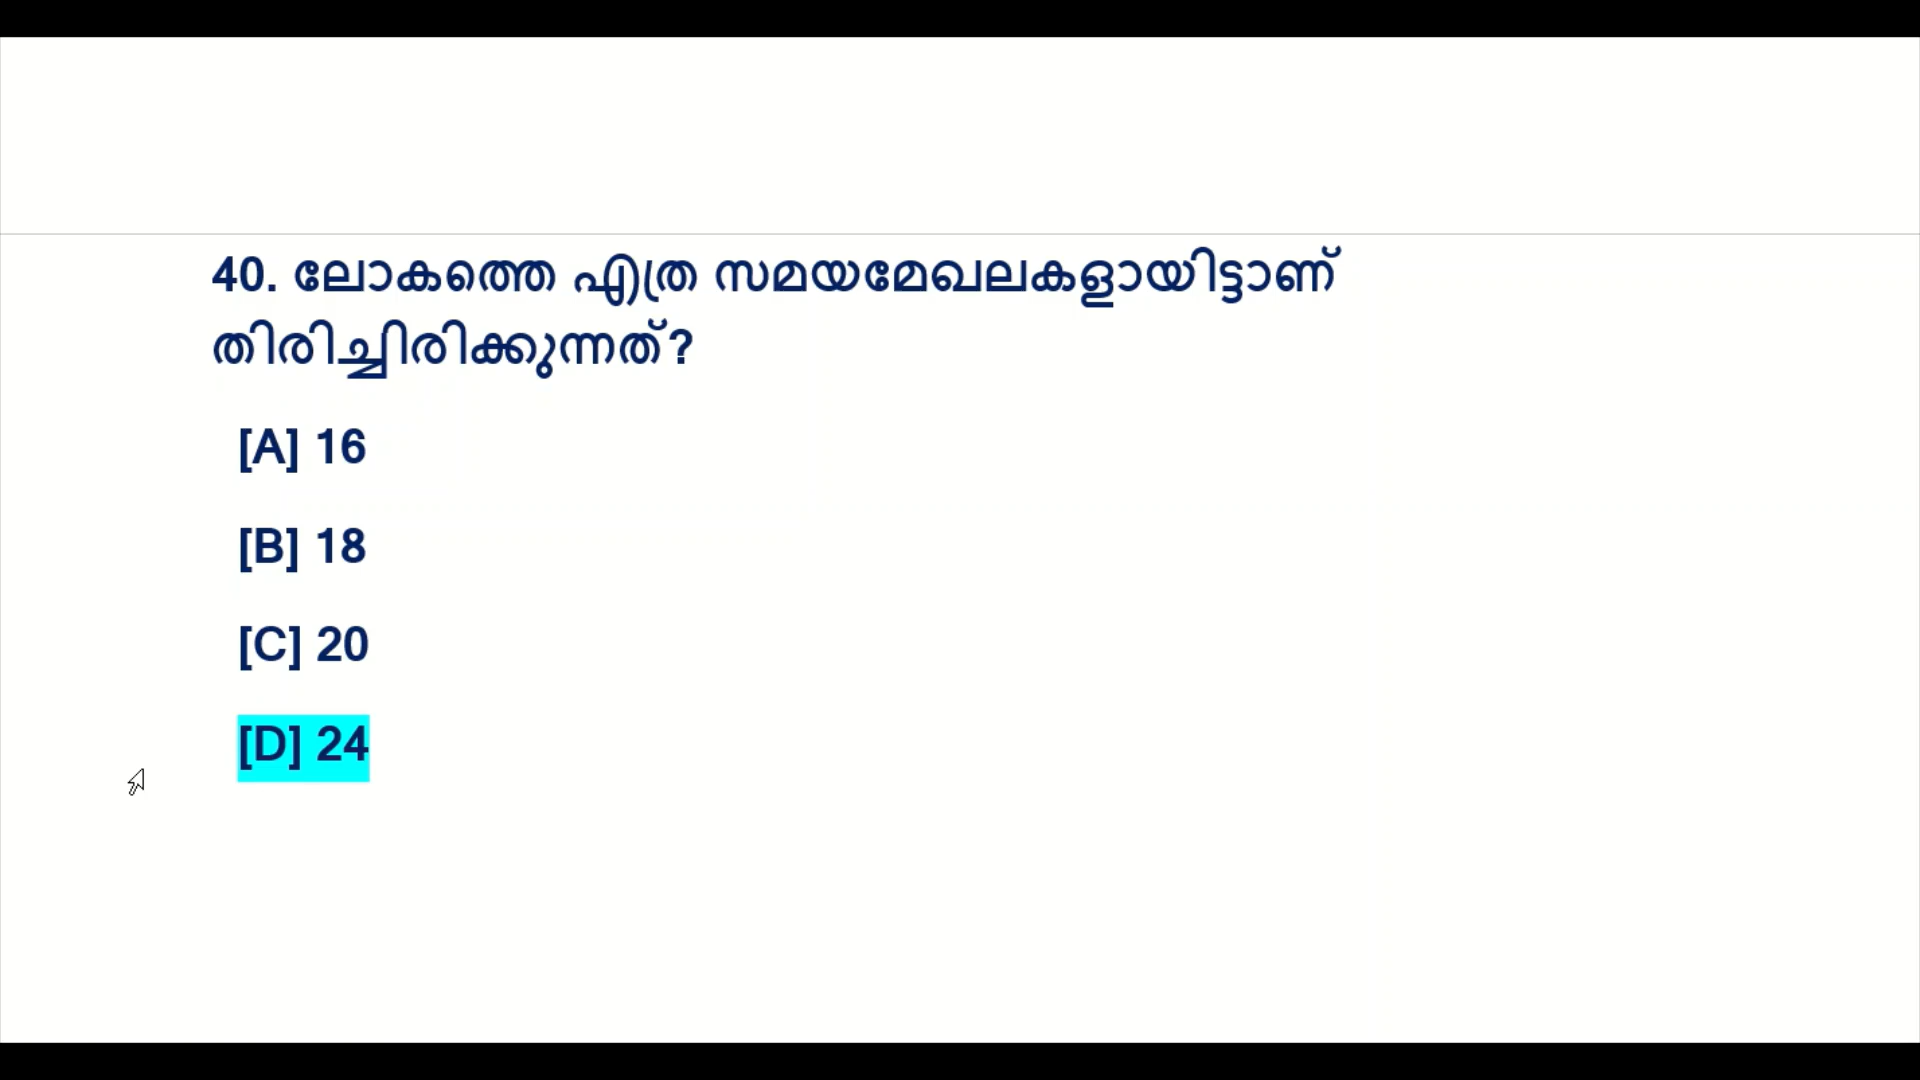 40. ലോകത്തെ എത്ര സമയമേഖലകളായിട്ടാണ്
തിരിച്ചിരിക്കുന്നത്?
[A] 16
[B] 18
[C] 20
[D] 24